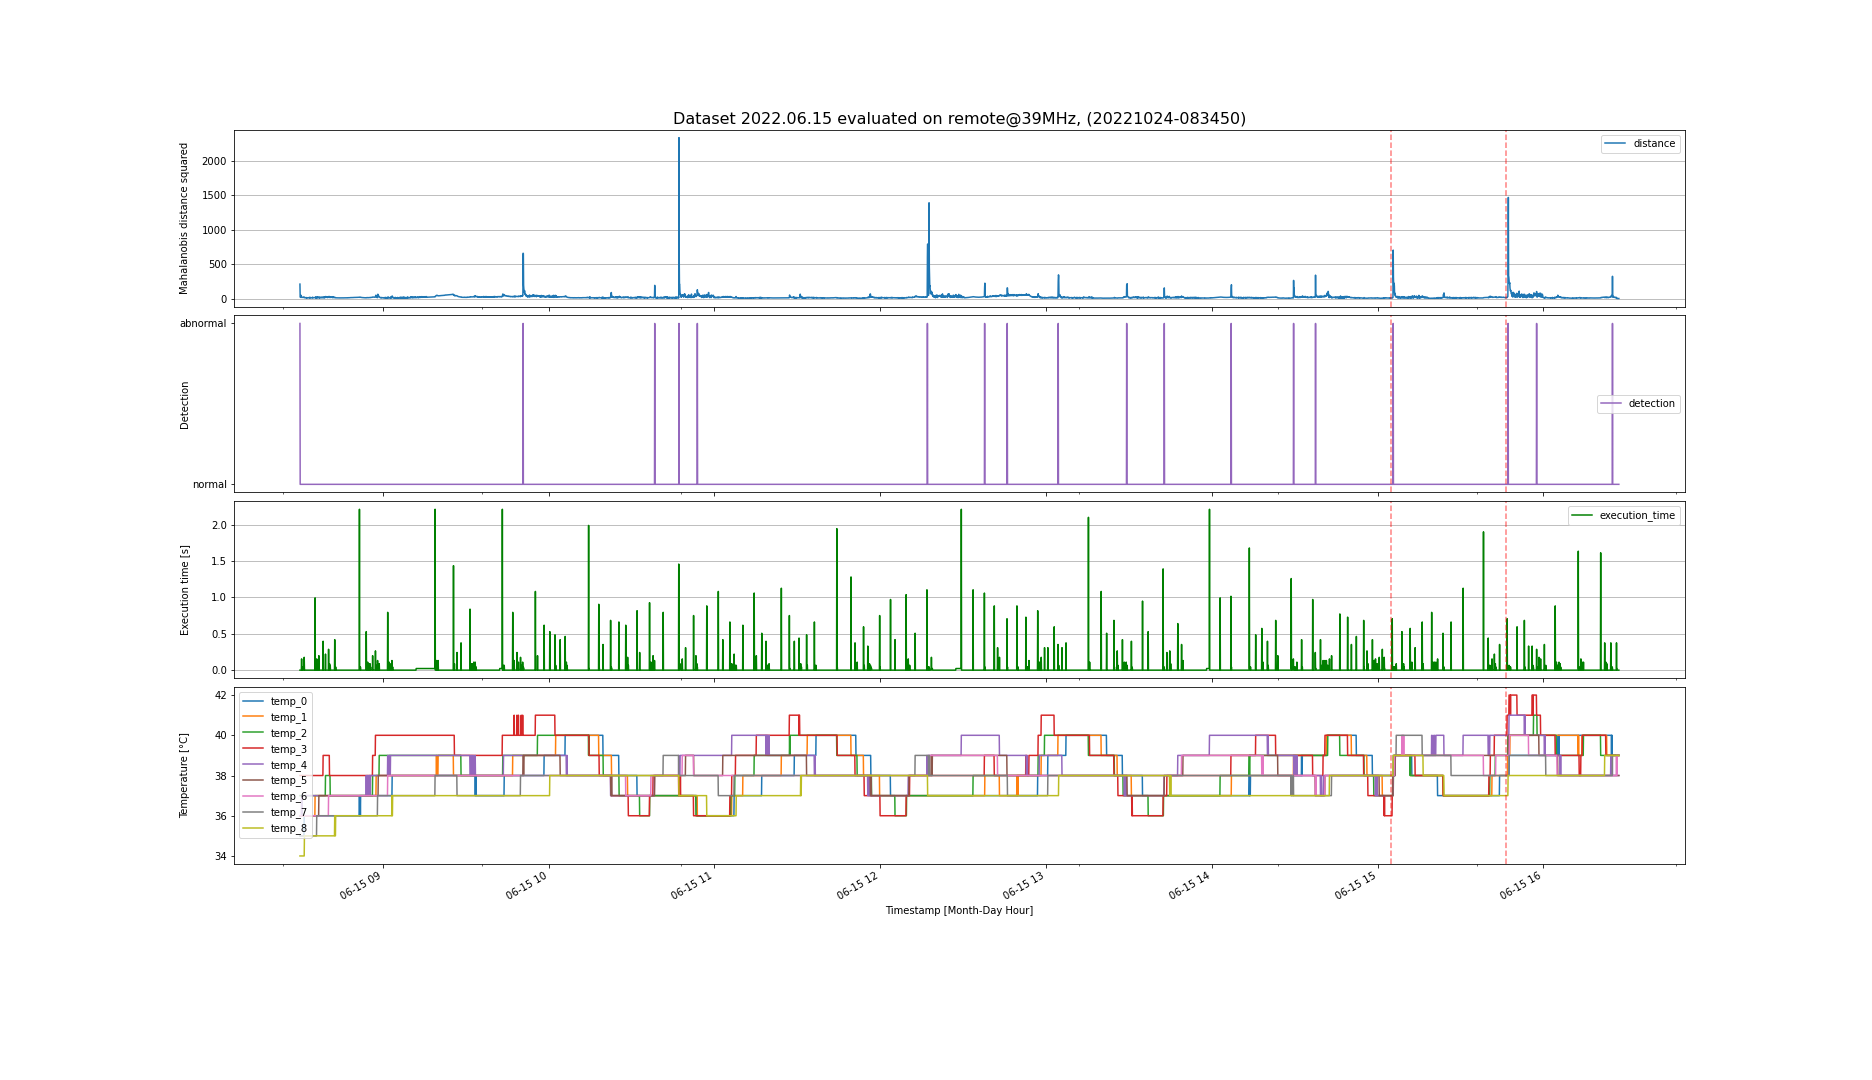 Dataset 2022.06.15 evaluated on remote@39MHz, (20221024-083450)
Mahalanobis distance squared
2000
1500
1000
500
0
distance
Detection
abnormal
normal
detection
Execution time [s]
2.0
1.5
1.0
0.5
0.0
execution_time
Temperature [°C]
42
40
38
36
34
temp_0
temp_1
temp_2
temp_3
temp_4
temp_5
temp_6
temp_7
temp_8
06-15 09
06-15 10
06-15 11
06-15 12
06-15 13
06-15 14
06-15 15
06-15 16
Timestamp [Month-Day Hour]